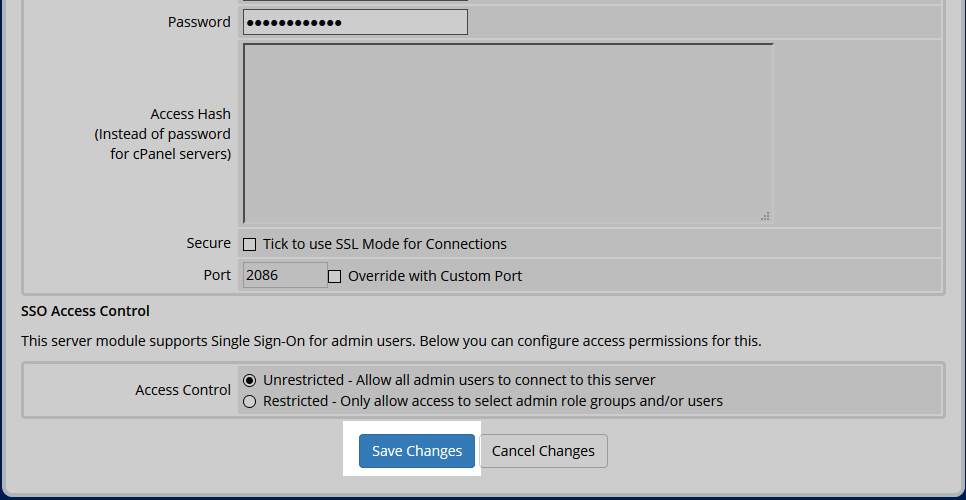 Password ●●●●●●●●●●●●
Access Hash
(Instead of password
for cPanel servers)
Secure Tick to use SSL Mode for Connections
Port 2086 Override with Custom Port
SSO Access Control
This server module supports Single Sign-On for admin users. Below you can configure access permissions for this.
Access Control
Unrestricted - Allow all admin users to connect to this server
Restricted - Only allow access to select admin role groups and/or users
Save Changes Cancel Changes